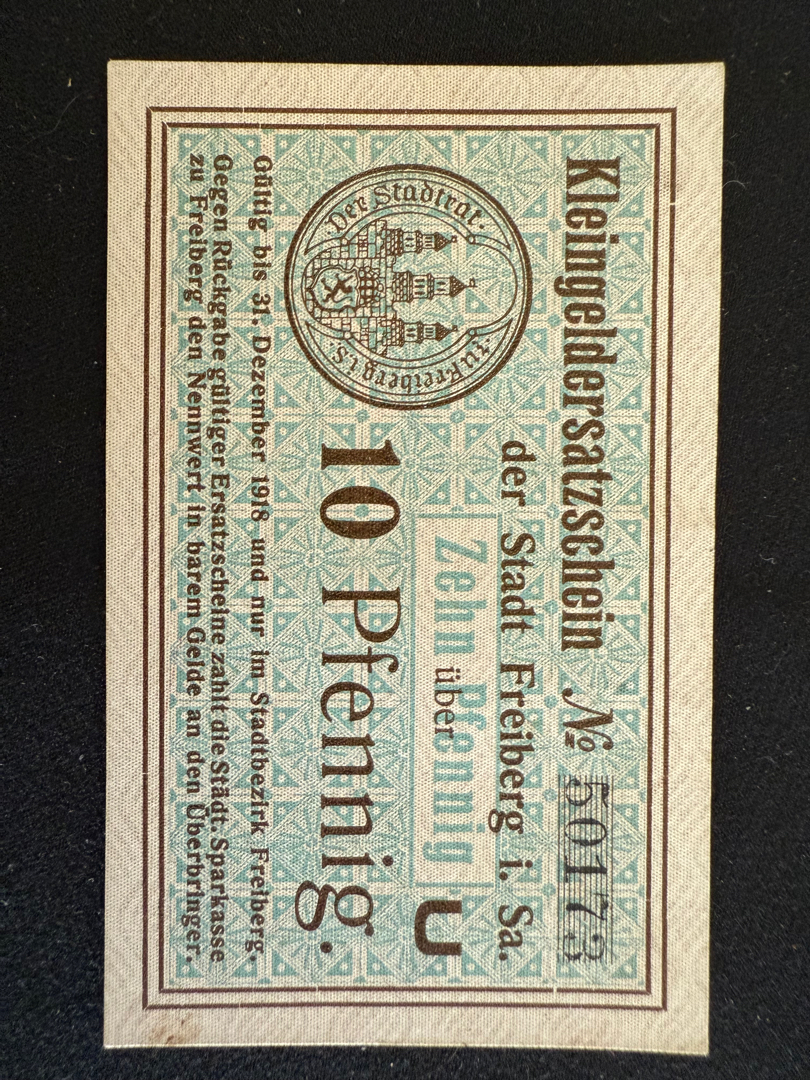 Kleingeldersatzschein № 50173
der Stadt Freiberg i. Sa.
Zehn Pfennig
über
U
10 Pfennig.
Der Stadtrat.
zu Freiberg i.S.
Gültig bis 31. Dezember 1918 und nur im Stadtbezirk Freiberg.
Gegen Rückgabe gültiger Ersatzscheine zahlt die Städt. Sparkasse
zu Freiberg den Nennwert in barem Gelde an den Überbringer.